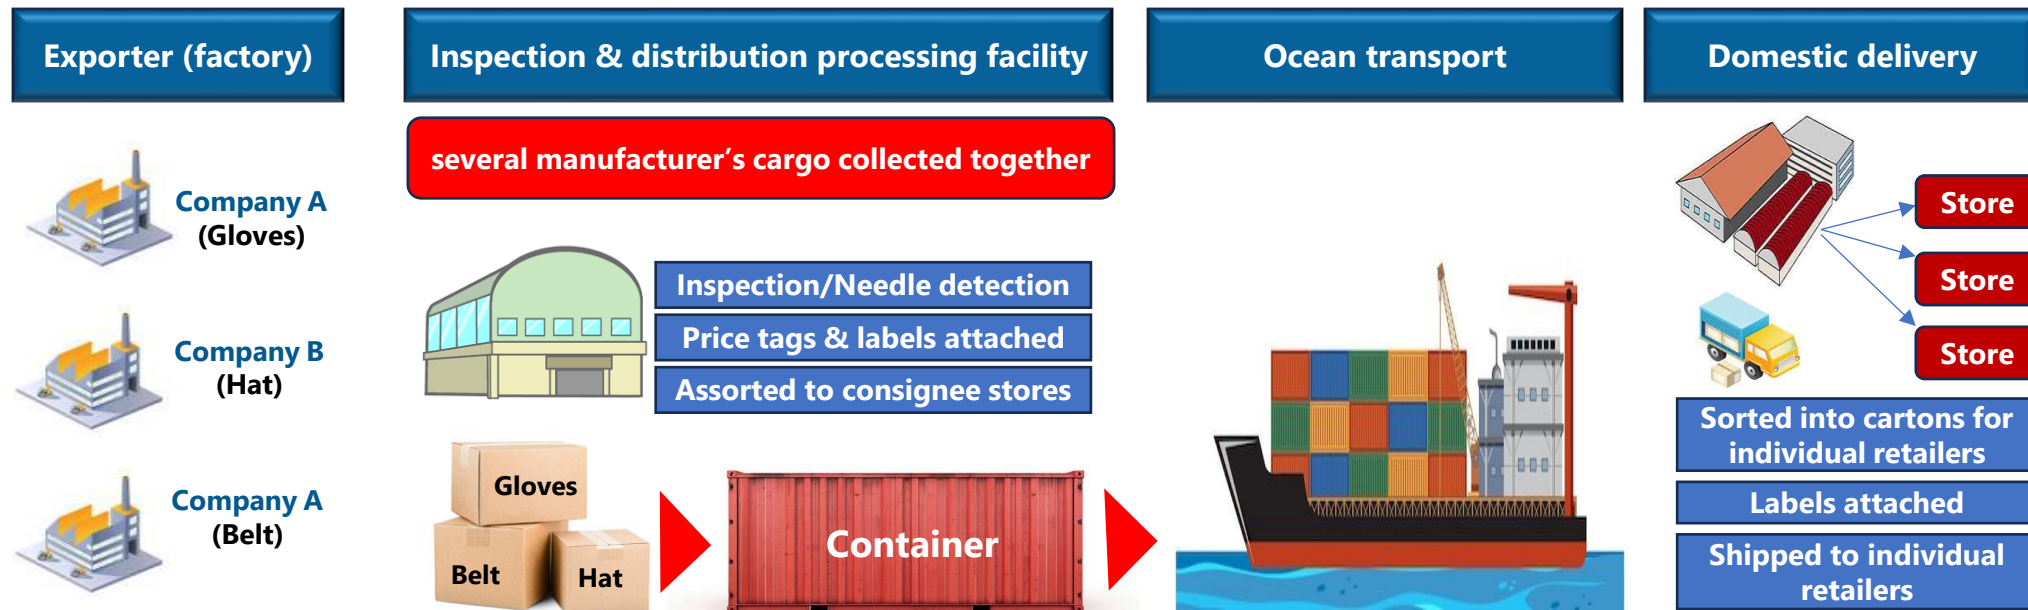 Exporter (factory)
Inspection & distribution processing facility
Ocean transport
Domestic delivery
Company A
(Gloves)
Company B
(Hat)
Company A
(Belt)
several manufacturer’s cargo collected together
Inspection/Needle detection
Price tags & labels attached
Assorted to consignee stores
Gloves
Belt
Hat
Container
Store
Store
Store
Sorted into cartons for
individual retailers
Labels attached
Shipped to individual
retailers